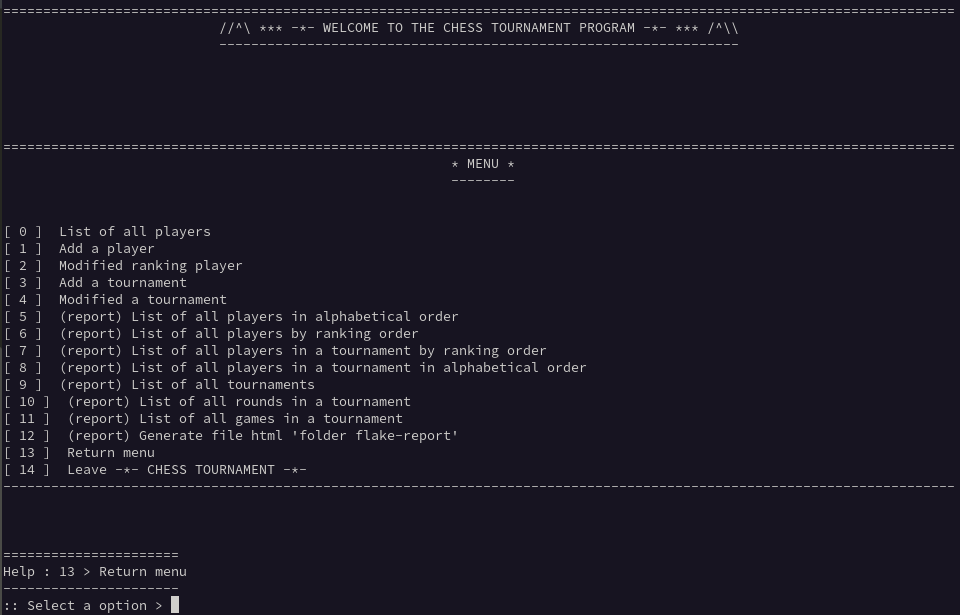 =======================================================================================================================
//^\ *** -*- WELCOME TO THE CHESS TOURNAMENT PROGRAM -*- *** /^\\
-----------------------------------------------------------------
=======================================================================================================================
* MENU *
--------
[ 0 ]  List of all players
[ 1 ]  Add a player
[ 2 ]  Modified ranking player
[ 3 ]  Add a tournament
[ 4 ]  Modified a tournament
[ 5 ]  (report) List of all players in alphabetical order
[ 6 ]  (report) List of all players by ranking order
[ 7 ]  (report) List of all players in a tournament by ranking order
[ 8 ]  (report) List of all players in a tournament in alphabetical order
[ 9 ]  (report) List of all tournaments
[ 10 ]  (report) List of all rounds in a tournament
[ 11 ]  (report) List of all games in a tournament
[ 12 ]  (report) Generate file html 'folder flake-report'
[ 13 ]  Return menu
[ 14 ]  Leave -*- CHESS TOURNAMENT -*-
-----------------------------------------------------------------------------------------------------------------------
======================
Help : 13 > Return menu
----------------------
:: Select a option >